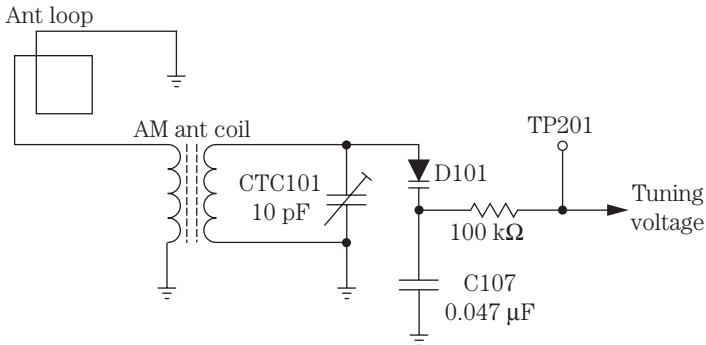 Ant loop
AM ant coil
TP201
D101
CTC101
10 pF
Tuning
voltage
100 kΩ
C107
0.047 μF